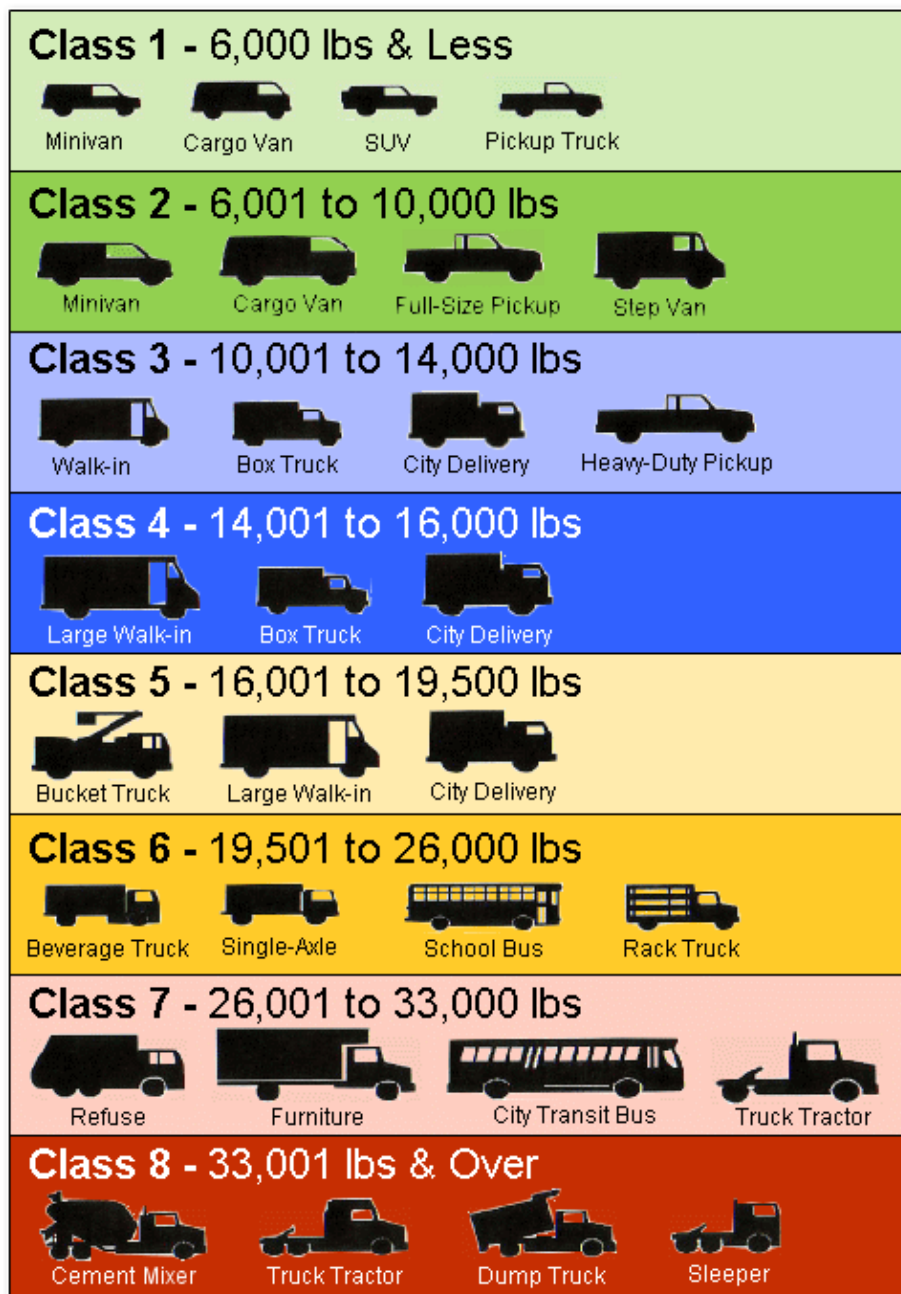 Class 1 - 6,000 lbs & Less
Minivan Cargo Van SUV Pickup Truck
Class 2 - 6,001 to 10,000 lbs
Minivan Cargo Van Full-Size Pickup Step Van
Class 3 - 10,001 to 14,000 lbs
Walk-in Box Truck City Delivery Heavy-Duty Pickup
Class 4 - 14,001 to 16,000 lbs
Large Walk-in Box Truck City Delivery
Class 5 - 16,001 to 19,500 lbs
Bucket Truck Large Walk-in City Delivery
Class 6 - 19,501 to 26,000 lbs
Beverage Truck Single-Axle School Bus Rack Truck
Class 7 - 26,001 to 33,000 lbs
Refuse Furniture City Transit Bus Truck Tractor
Class 8 - 33,001 lbs & Over
Cement Mixer Truck Tractor Dump Truck Sleeper